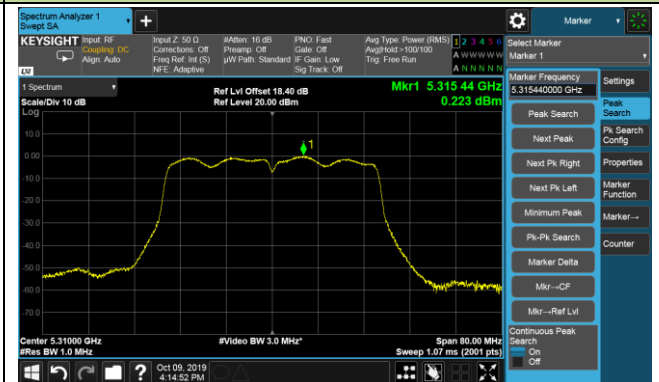 Spectrum Analyzer 1
Swept SA
+
Marker
KEYSIGHT
Input: RF
Coupling: DC
Align: Auto
Input Z: 50 Ω
Corrections: Off
Freq Ref: Int (S)
NFE: Adaptive
#Atten: 16 dB
Preamp: Off
µW Path: Standard
PNO: Fast
Gate: Off
IF Gain: Low
Sig Track: Off
Avg Type: Power (RMS)
Avg|Hold:>100/100
Trig: Free Run
1 2 3 4 5 6
A W W W W W
A N N N N N
LXI
Select Marker
Marker 1
1 Spectrum
Scale/Div 10 dB
Log
Ref Lvl Offset 18.40 dB
Ref Level 20.00 dBm
Mkr1 5.315 44 GHz
0.223 dBm
1
10.0
0.00
-10.0
-20.0
-30.0
-40.0
-50.0
-60.0
-70.0
Center 5.31000 GHz
#Res BW 1.0 MHz
#Video BW 3.0 MHz*
Span 80.00 MHz
Sweep 1.07 ms (2001 pts)
Marker Frequency
5.315440000 GHz
Peak Search
Next Peak
Next Pk Right
Next Pk Left
Minimum Peak
Pk-Pk Search
Marker Delta
Mkr→CF
Mkr→Ref Lvl
Continuous Peak
Search
On
Off
Settings
Peak
Search
Pk Search
Config
Properties
Marker
Function
Marker→
Counter
?
Oct 09, 2019
4:14:52 PM